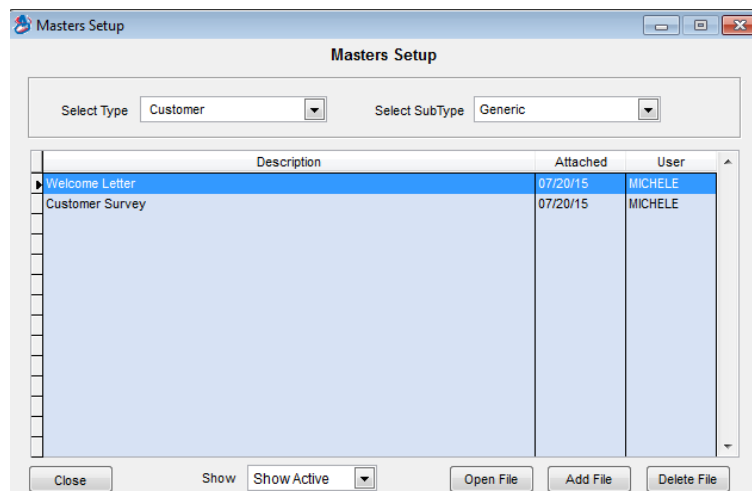 Masters Setup
Masters Setup
Select Type Customer Select SubType Generic
Description Attached User
Welcome Letter 07/20/15 MICHELE
Customer Survey 07/20/15 MICHELE
Close Show Show Active Open File Add File Delete File